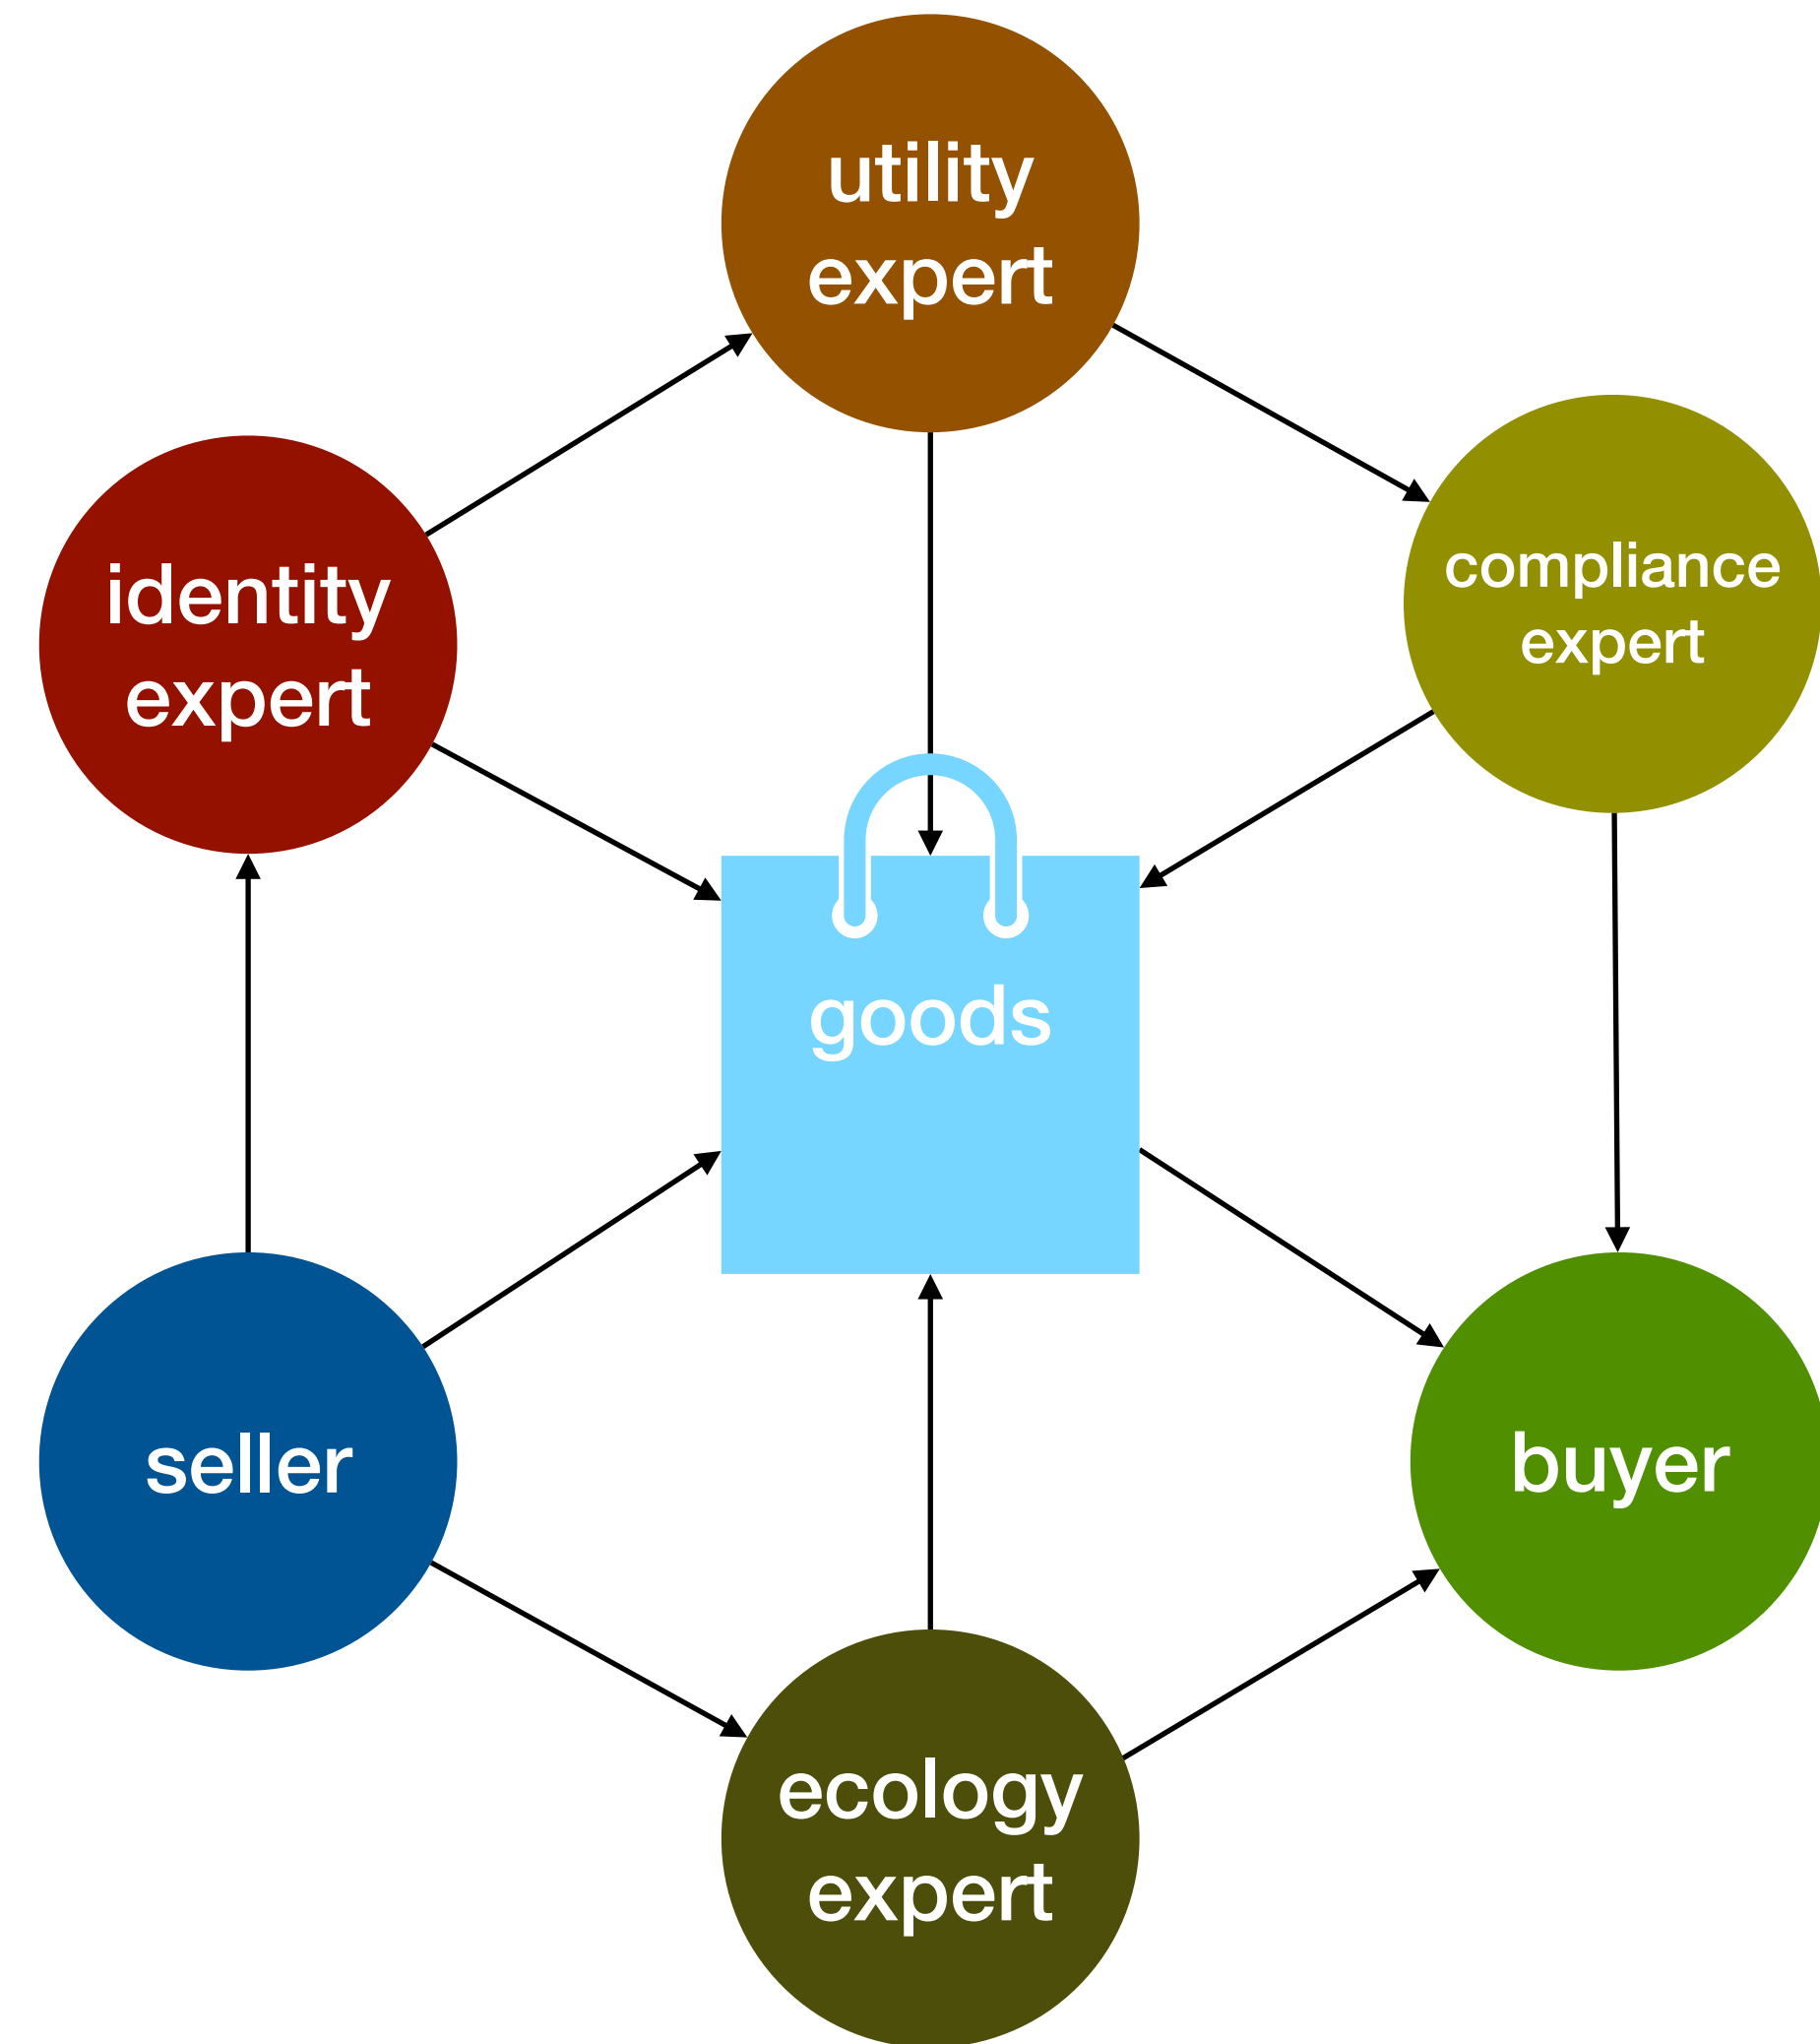 utility
expert
identity
expert
compliance
expert
goods
seller
buyer
ecology
expert